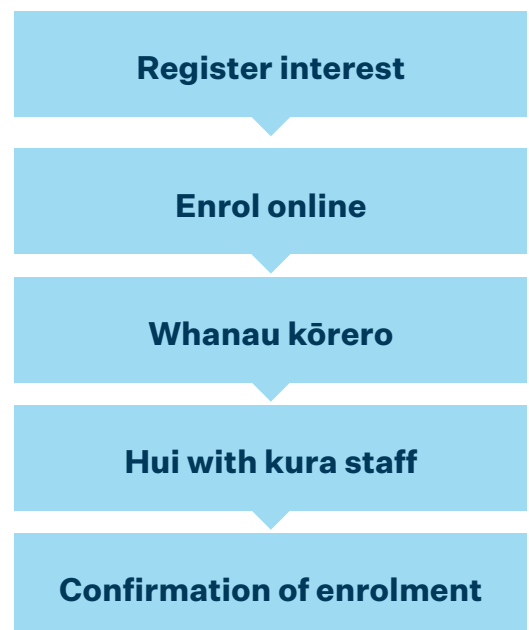 Register interest
Enrol online
Whanau kōrero
Hui with kura staff
Confirmation of enrolment